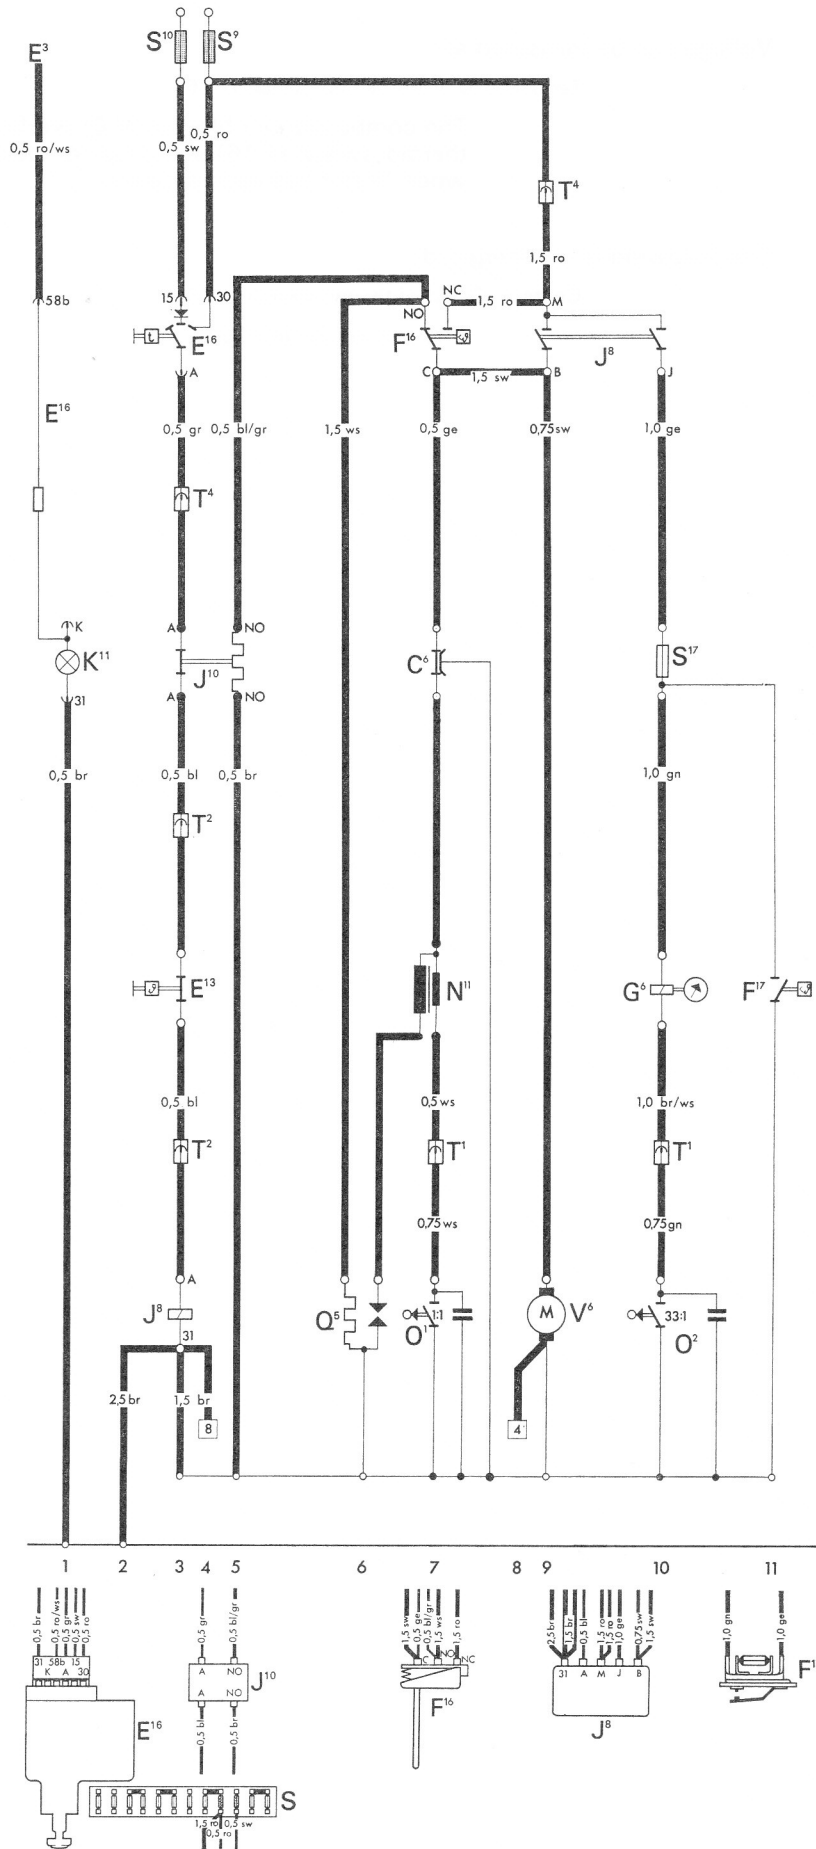 S¹⁰ S⁹
E³
0,5 ro
0,5 ro/ws 0,5 sw
T⁴
1,5 ro
58b 15 30 NC 1,5 ro M
NO
t E¹⁶ F¹⁶ J⁸
A C 1,5 sw B J
E¹⁶
0,5 gr 0,5 bl/gr 1,5 ws 0,5 ge 0,75 sw 1,0 ge
T⁴
K A NO
K¹¹ J¹⁰ C⁶ S¹⁷
31 A NO
0,5 br 0,5 bl 0,5 br 1,0 gn
T²
E¹³ N¹¹ G⁶ F¹⁷
0,5 bl 0,5 ws 1,0 br/ws
T² T¹ T¹
0,75 ws 0,75 gn
A
J⁸ Q⁵ O¹ 1:1 M V⁶ 33:1 O²
31
2,5 br 1,5 br
8 4
1 2 3 4 5 6 7 8 9 10 11
0,5 br 0,5 ro/ws 0,5 gr 0,5 sw 0,5 ro
31 58b 15
K A 30
E¹⁶
0,5 gr 0,5 bl/gr
A NO
A NO
J¹⁰
0,5 bl 0,5 br
1,5 sw 0,5 ge 0,5 bl/gr 1,5 ws 1,5 ro
C NO NC
F¹⁶
2,5 br 1,5 br 0,5 bl 1,5 ro 1,5 ro 1,0 ge 0,75 sw 1,5 sw
31 A M J B
J⁸
1,0 gn 1,0 ge
F¹
S
1,5 ro 0,5 sw
0,5 ro